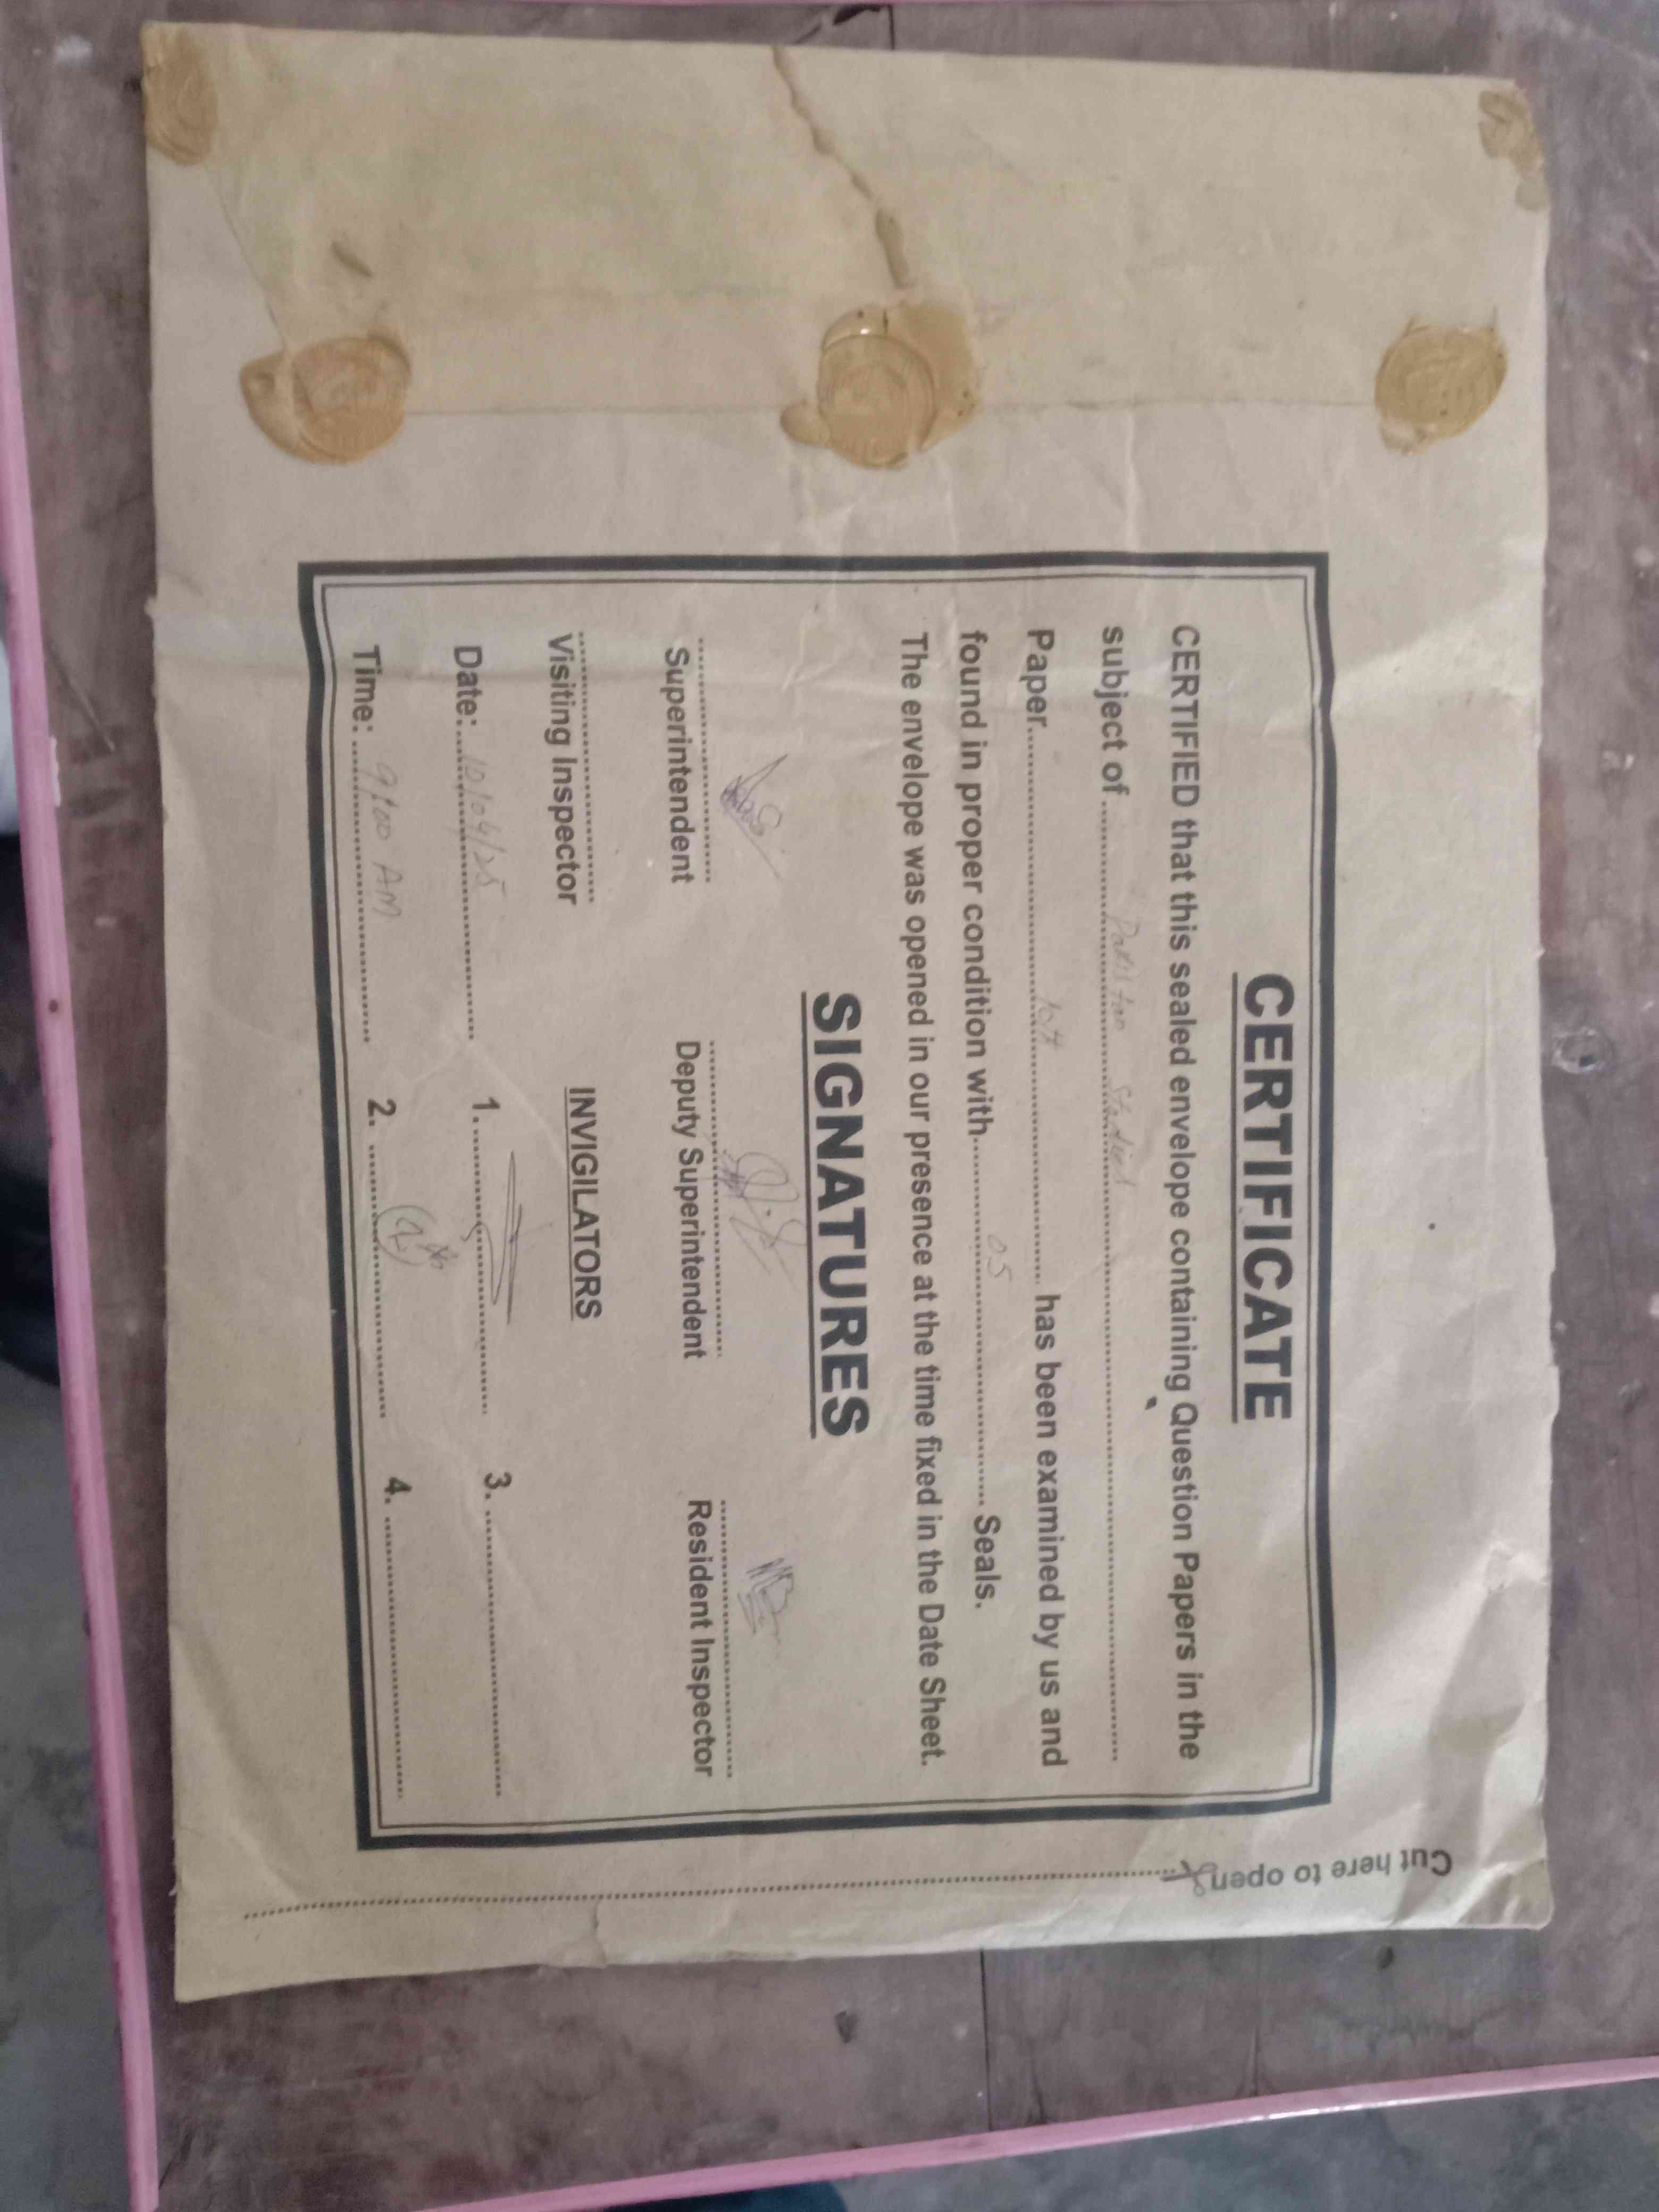 CERTIFICATE
CERTIFIED that this sealed envelope containing Question Papers in the
subject of ........ Pakistan Studies ........
Paper........ 10th ........ has been examined by us and
found in proper condition with........ 05 ........ Seals.
The envelope was opened in our presence at the time fixed in the Date Sheet.
SIGNATURES
Superintendent Deputy Superintendent Resident Inspector
Visiting Inspector
INVIGILATORS
Date:........ 10/04/25 ........ 1. ........ 3. ........
Time:........ 9:00 AM ........ 2. ........ 4. ........
Cut here to open